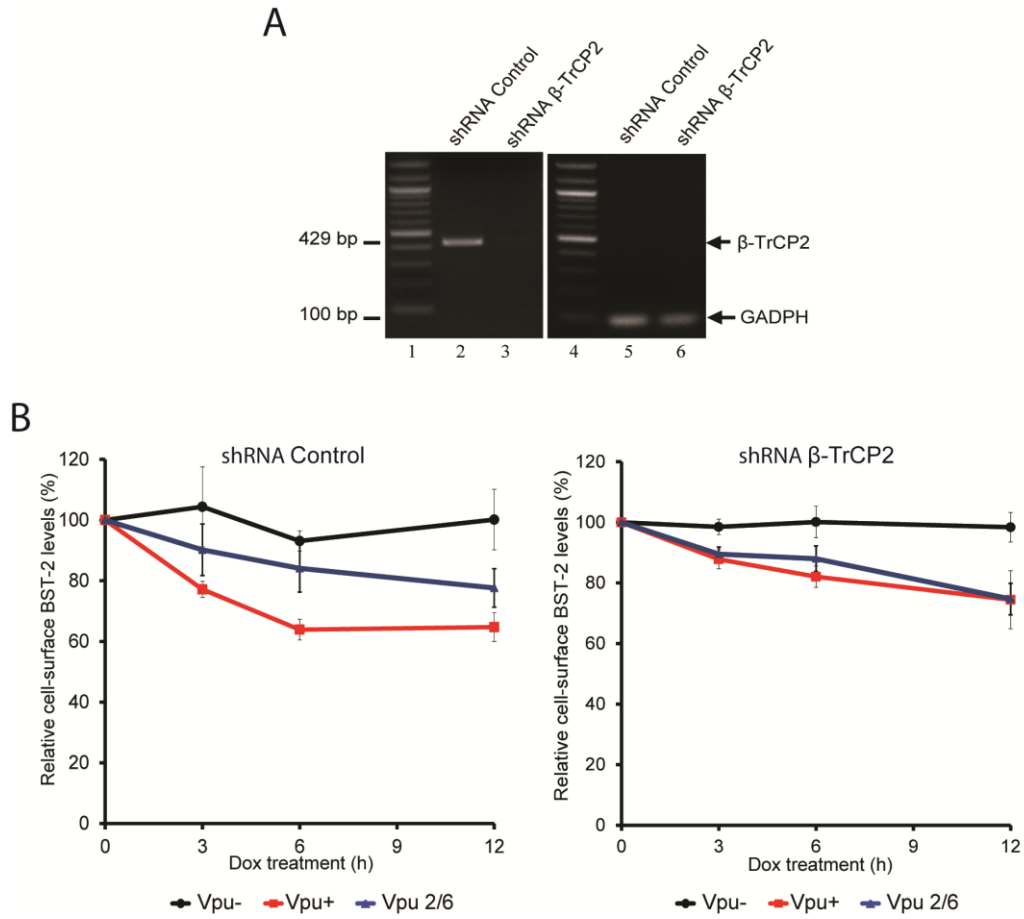 A
shRNA Control
shRNA β-TrCP2
shRNA Control
shRNA β-TrCP2
429 bp
β-TrCP2
100 bp
GADPH
1 2 3 4 5 6
B
shRNA Control
Relative cell-surface BST-2 levels (%)
120
100
80
60
40
20
0
0 3 6 9 12
Dox treatment (h)
Vpu- Vpu+ Vpu 2/6
shRNA β-TrCP2
Relative cell-surface BST-2 levels (%)
120
100
80
60
40
20
0
0 3 6 9 12
Dox treatment (h)
Vpu- Vpu+ Vpu 2/6